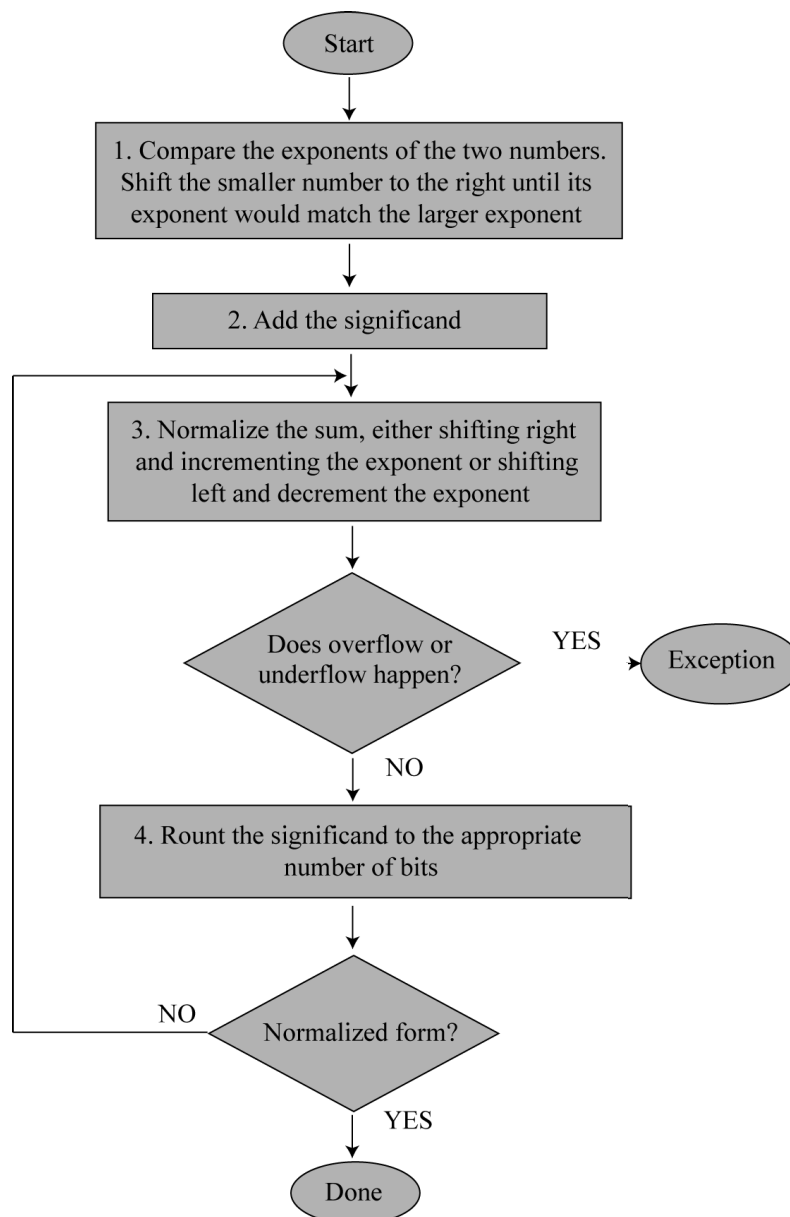 Start
1. Compare the exponents of the two numbers.
Shift the smaller number to the right until its
exponent would match the larger exponent
2. Add the significand
3. Normalize the sum, either shifting right
and incrementing the exponent or shifting
left and decrement the exponent
Does overflow or
underflow happen?
YES
Exception
NO
4. Rount the significand to the appropriate
number of bits
NO
Normalized form?
YES
Done